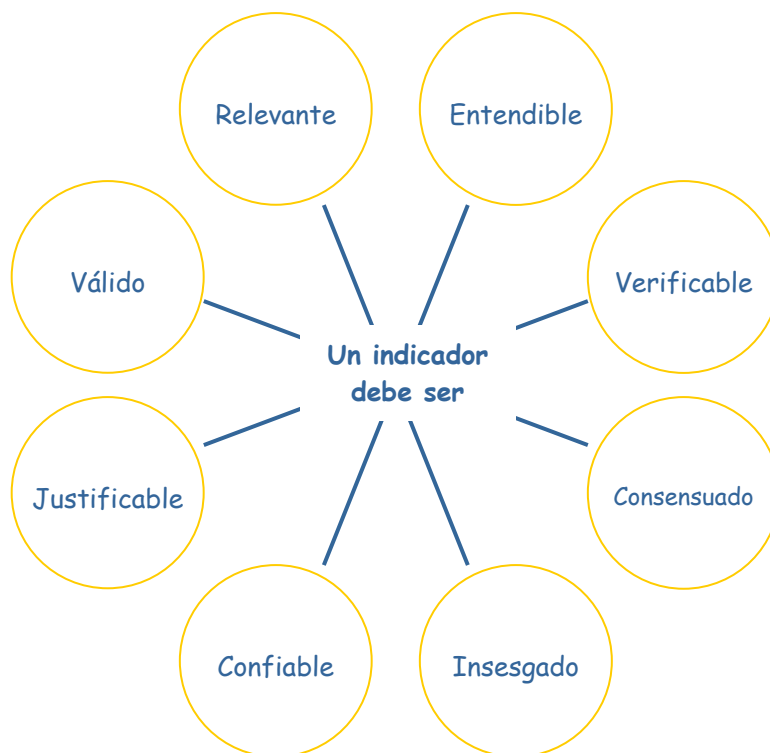 Relevante
Entendible
Válido
Verificable
Un indicador
debe ser
Justificable
Consensuado
Confiable
Insesgado